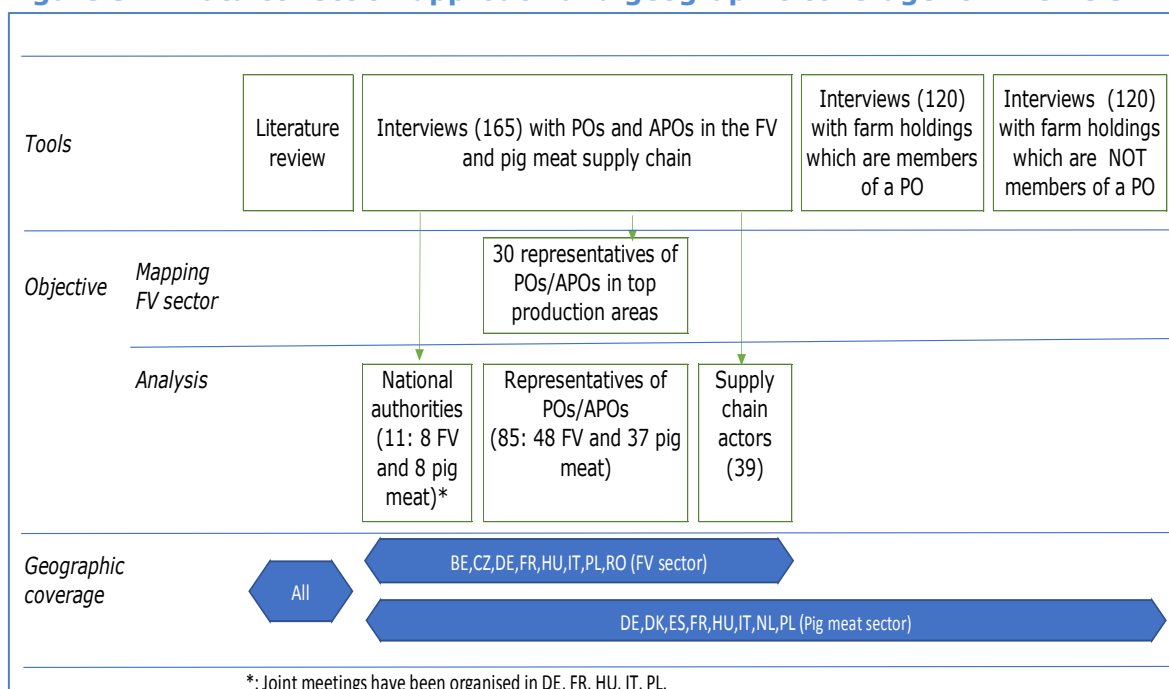 Tools
Literature
review
Interviews (165) with POs and APOs in the FV
and pig meat supply chain
Interviews (120)
with farm holdings
which are members
of a PO
Interviews (120)
with farm holdings
which are NOT
members of a PO
Objective
Mapping
FV sector
30 representatives of
POs/APOs in top
production areas
Analysis
National
authorities
(11: 8 FV
and 8 pig
meat)*
Representatives of
POs/APOs
(85: 48 FV and 37 pig
meat)
Supply
chain
actors
(39)
Geographic
coverage
All
BE,CZ,DE,FR,HU,IT,PL,RO (FV sector)
DE,DK,ES,FR,HU,IT,NL,PL (Pig meat sector)
*: Joint meetings have been organised in DE, FR, HU, IT, PL.